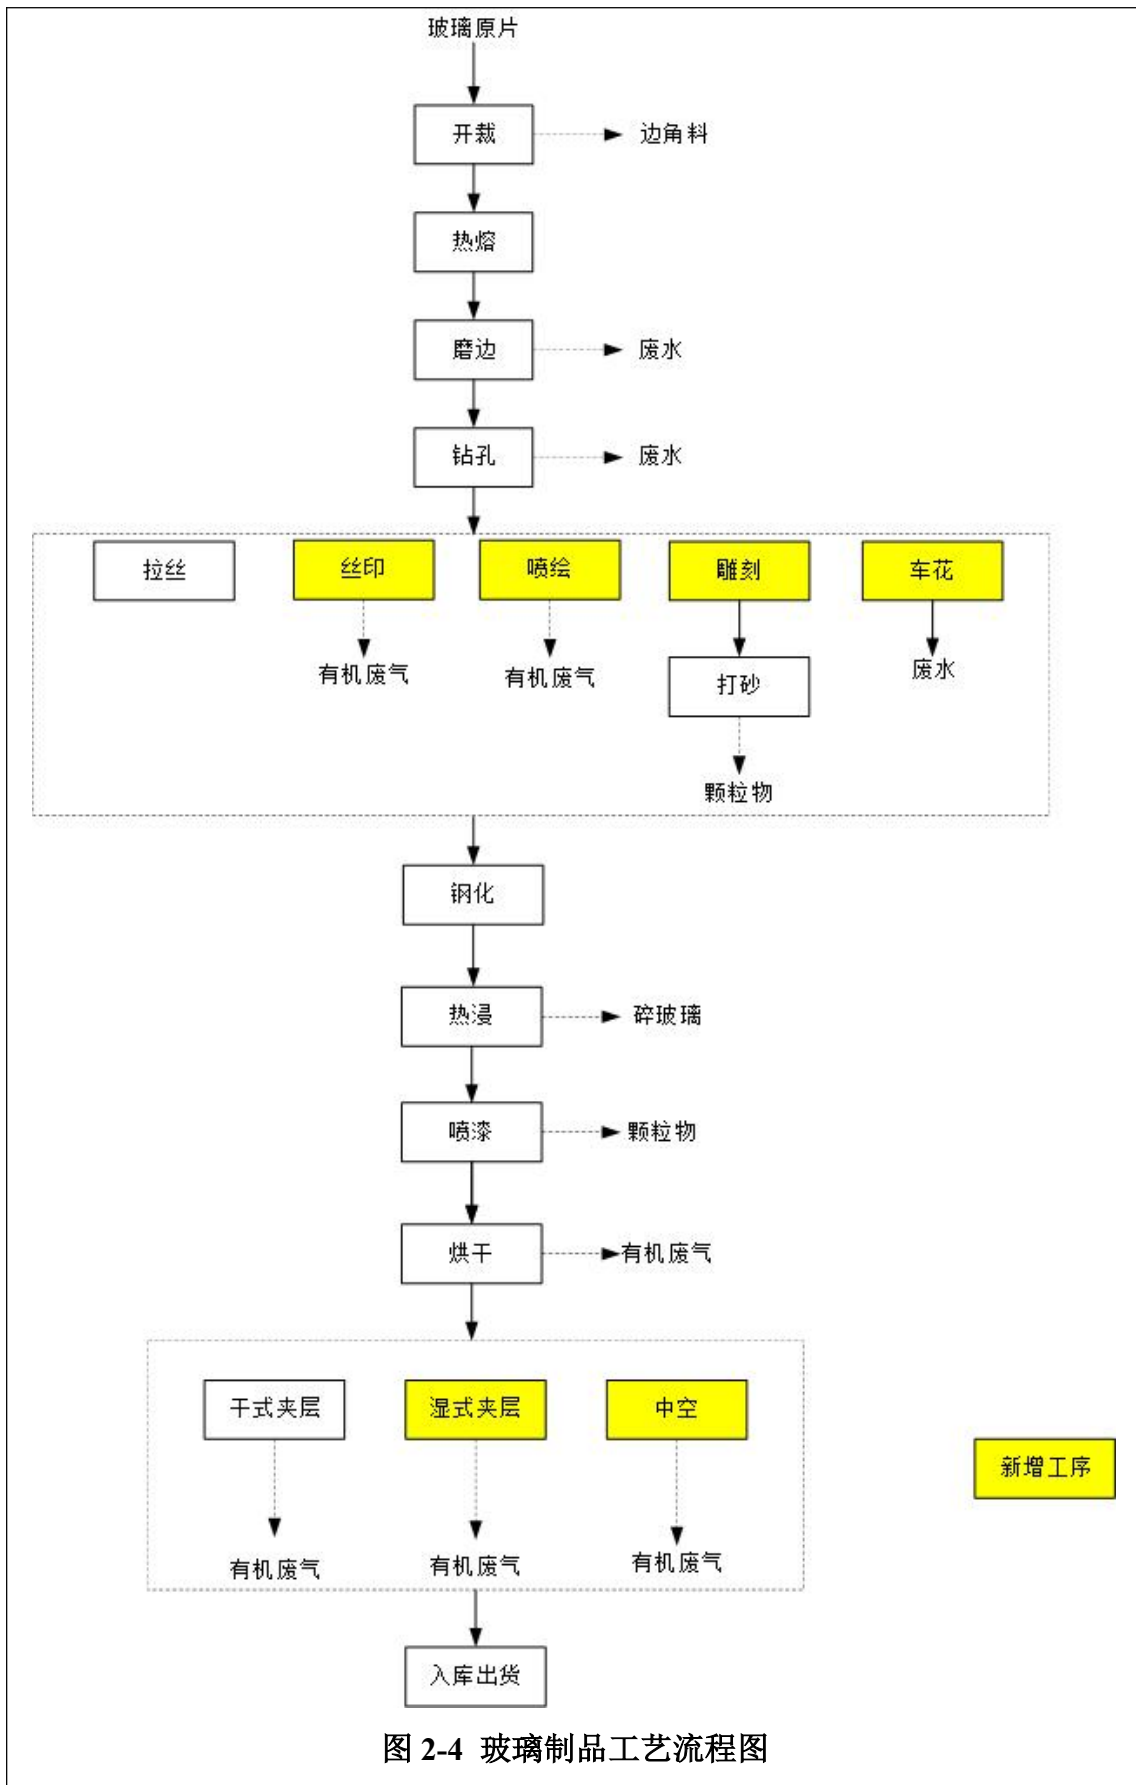 玻璃原片
开裁 边角料
热熔
磨边 废水
钻孔 废水
拉丝 丝印 喷绘 雕刻 车花
有机废气 有机废气 打砂 废水
颗粒物
钢化
热浸 碎玻璃
喷漆 颗粒物
烘干 有机废气
干式夹层 湿式夹层 中空
新增工序
有机废气 有机废气 有机废气
入库出货
图 2-4 玻璃制品工艺流程图